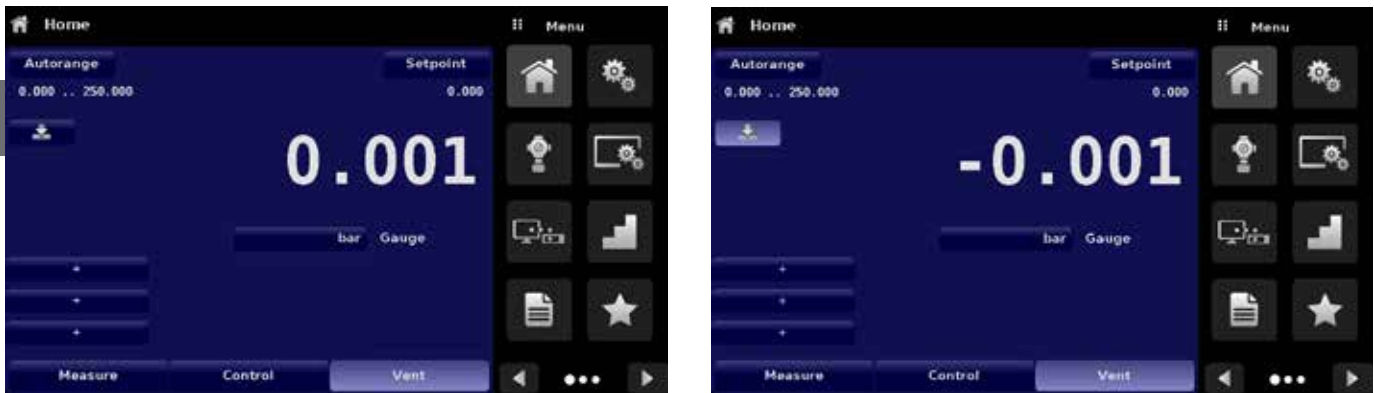 Home
Menu
Autorange
Setpoint
0.000 .. 250.000
0.000
0.001
bar Gauge
+
+
+
Measure Control Vent
Home
Menu
Autorange
Setpoint
0.000 .. 250.000
0.000
-0.001
bar Gauge
+
+
+
Measure Control Vent